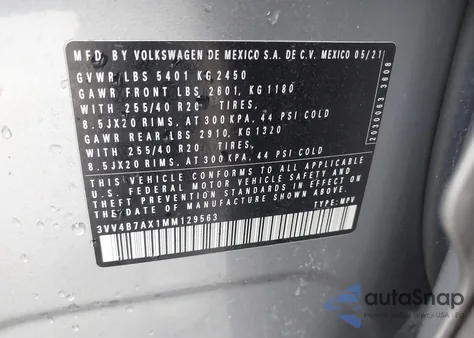 MFD BY VOLKSWAGEN DE MEXICO S.A. DE C.V. MEXICO 05/21
GVWR LBS 5401 KG2450
GAWR FRONT LBS 2601, KG1180
WITH 255/40 R20 TIRES,
8.5JX20 RIMS, AT 300 KPA, 44 PSI COLD
GAWR REAR LBS 2910, KG 1320
WITH 255/40 R20 TIRES,
8.5JX20 RIMS, AT 300 KPA, 44 PSI COLD
THIS VEHICLE CONFORMS TO ALL APPLICABLE
U.S. FEDERAL MOTOR VEHICLE SAFETY AND
THEFT PREVENTION STANDARDS IN EFFECT ON
THE DATE OF MANUFACTURE SHOWN ABOVE.
3VV4B7AX1MM129563 TYPE: MPV
2010063 3608
autoSnap